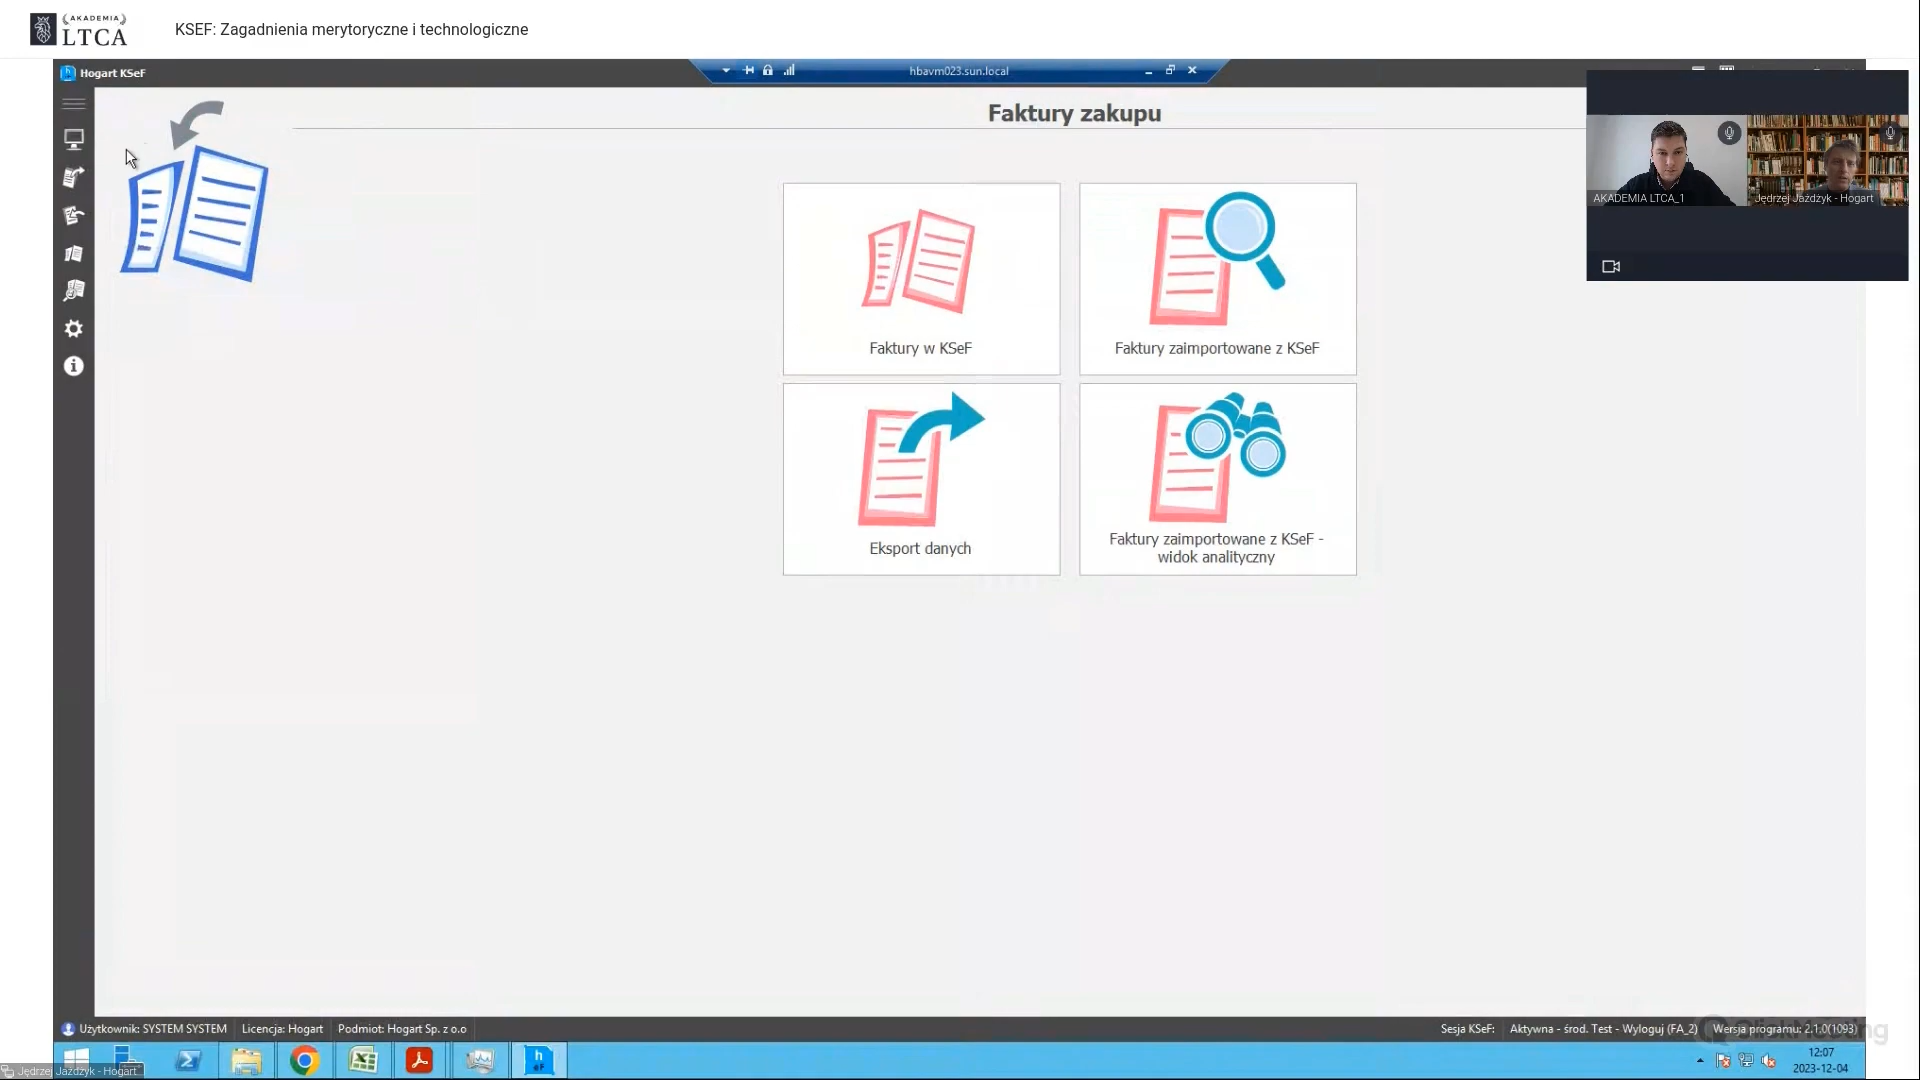 AKADEMIA
LTCA
KSEF: Zagadnienia merytoryczne i technologiczne
Hogart KSeF
hbavm023.sun.local
Faktury zakupu
AKADEMIA LTCA_1
Jędrzej Jażdżyk - Hogart
Faktury w KSeF
Faktury zaimportowane z KSeF
Eksport danych
Faktury zaimportowane z KSeF -
widok analityczny
Użytkownik: SYSTEM SYSTEM
Licencja: Hogart
Podmiot: Hogart Sp. z o.o
Sesja KSeF:
Aktywna - środ. Test - Wyloguj (FA_2)
Wersja programu: 2.1.0(1093)
ClickMeeting
12:07
2023-12-04
Jędrzej Jażdżyk - Hogart